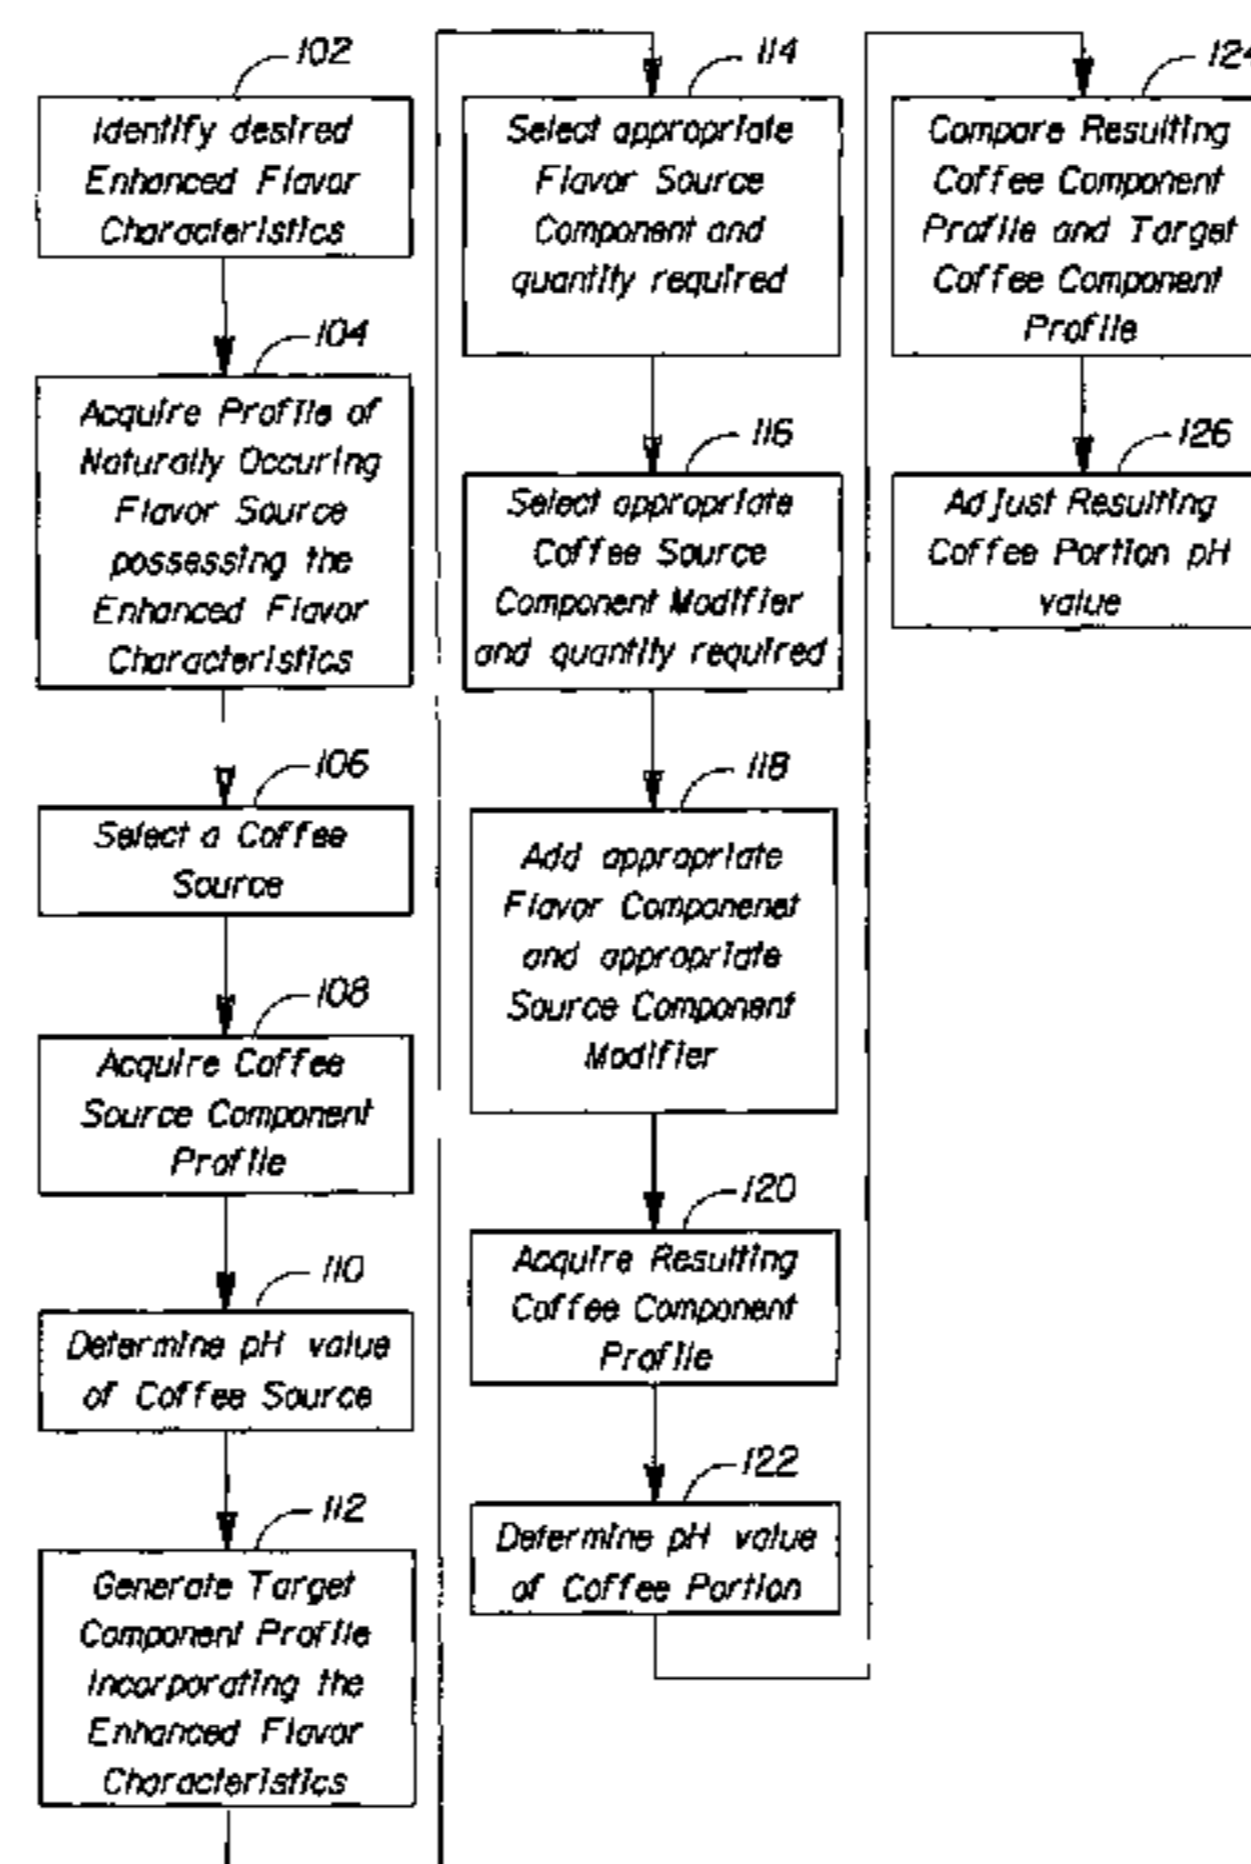 102
Identify desired
Enhanced Flavor
Characteristics
104
Acquire Profile of
Naturally Occuring
Flavor Source
possessing the
Enhanced Flavor
Characteristics
106
Select a Coffee
Source
108
Acquire Coffee
Source Component
Profile
110
Determine pH value
of Coffee Source
112
Generate Target
Component Profile
Incorporating the
Enhanced Flavor
Characteristics
114
Select appropriate
Flavor Source
Component and
quantity required
116
Select appropriate
Coffee Source
Component Modifier
and quantity required
118
Add appropriate
Flavor Componenet
and appropriate
Source Component
Modifier
120
Acquire Resulting
Coffee Component
Profile
122
Determine pH value
of Coffee Portion
124
Compare Resulting
Coffee Component
Profile and Target
Coffee Component
Profile
126
Adjust Resulting
Coffee Portion pH
value